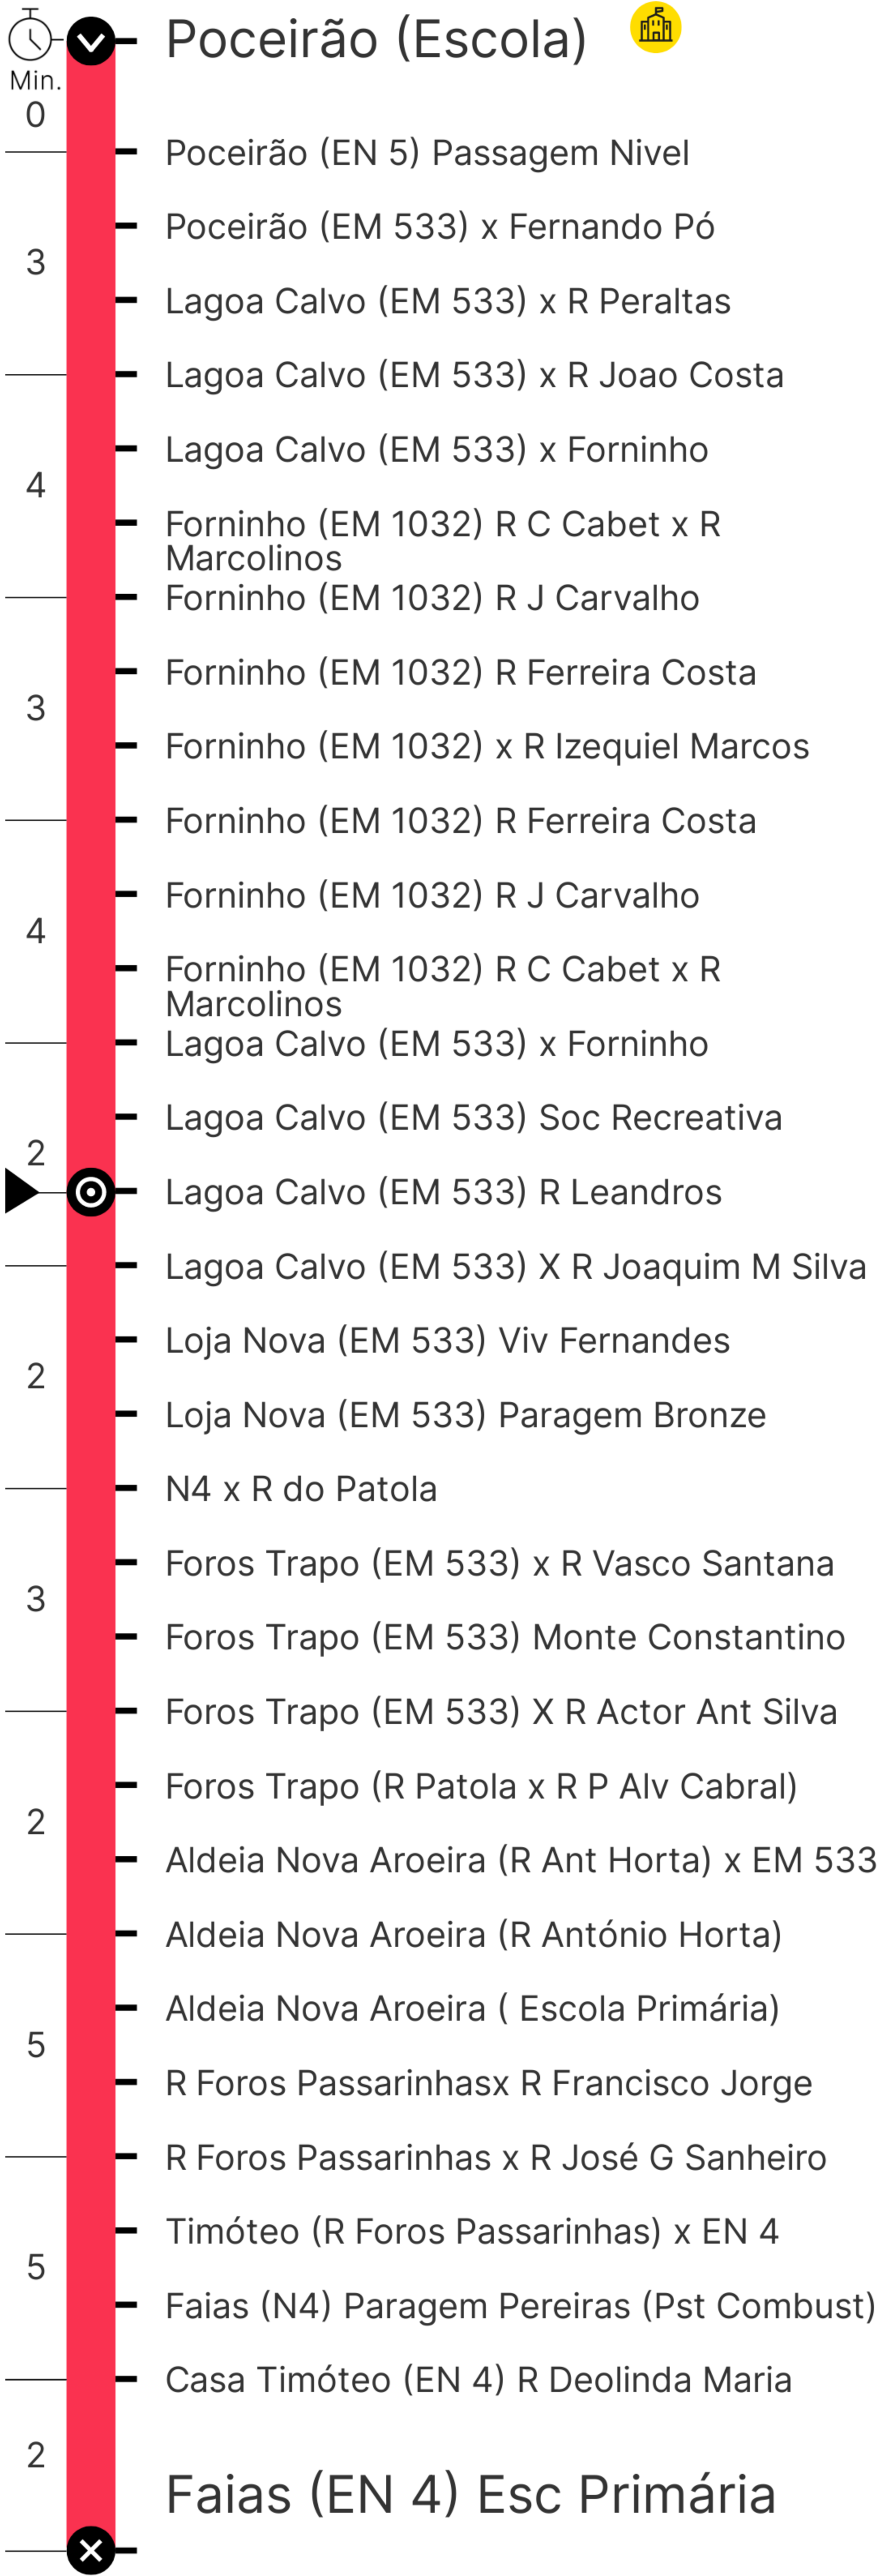 Poceirão (Escola)
Min.
0
Poceirão (EN 5) Passagem Nivel
Poceirão (EM 533) x Fernando Pó
3
Lagoa Calvo (EM 533) x R Peraltas
Lagoa Calvo (EM 533) x R Joao Costa
Lagoa Calvo (EM 533) x Forninho
4
Forninho (EM 1032) R C Cabet x R
Marcolinos
Forninho (EM 1032) R J Carvalho
Forninho (EM 1032) R Ferreira Costa
3
Forninho (EM 1032) x R Izequiel Marcos
Forninho (EM 1032) R Ferreira Costa
Forninho (EM 1032) R J Carvalho
4
Forninho (EM 1032) R C Cabet x R
Marcolinos
Lagoa Calvo (EM 533) x Forninho
Lagoa Calvo (EM 533) Soc Recreativa
2
Lagoa Calvo (EM 533) R Leandros
Lagoa Calvo (EM 533) X R Joaquim M Silva
Loja Nova (EM 533) Viv Fernandes
2
Loja Nova (EM 533) Paragem Bronze
N4 x R do Patola
Foros Trapo (EM 533) x R Vasco Santana
3
Foros Trapo (EM 533) Monte Constantino
Foros Trapo (EM 533) X R Actor Ant Silva
Foros Trapo (R Patola x R P Alv Cabral)
2
Aldeia Nova Aroeira (R Ant Horta) x EM 533
Aldeia Nova Aroeira (R António Horta)
Aldeia Nova Aroeira ( Escola Primária)
5
R Foros Passarinhasx R Francisco Jorge
R Foros Passarinhas x R José G Sanheiro
Timóteo (R Foros Passarinhas) x EN 4
5
Faias (N4) Paragem Pereiras (Pst Combust)
Casa Timóteo (EN 4) R Deolinda Maria
2
Faias (EN 4) Esc Primária